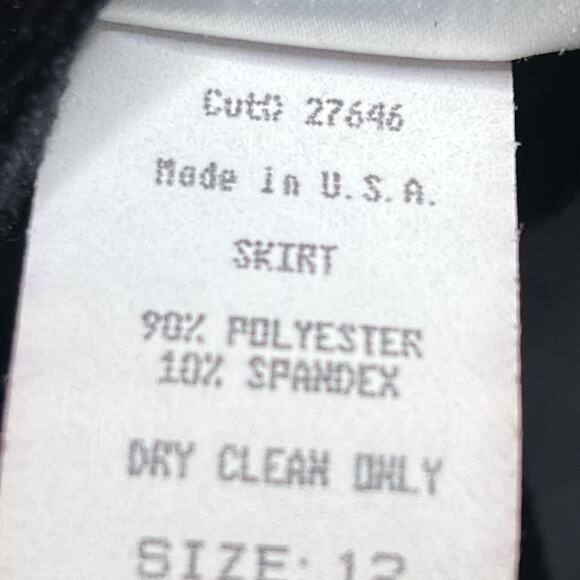 Cut# 27646
Made in U.S.A.
SKIRT
90% POLYESTER
10% SPANDEX
DRY CLEAN ONLY
SIZE: 12